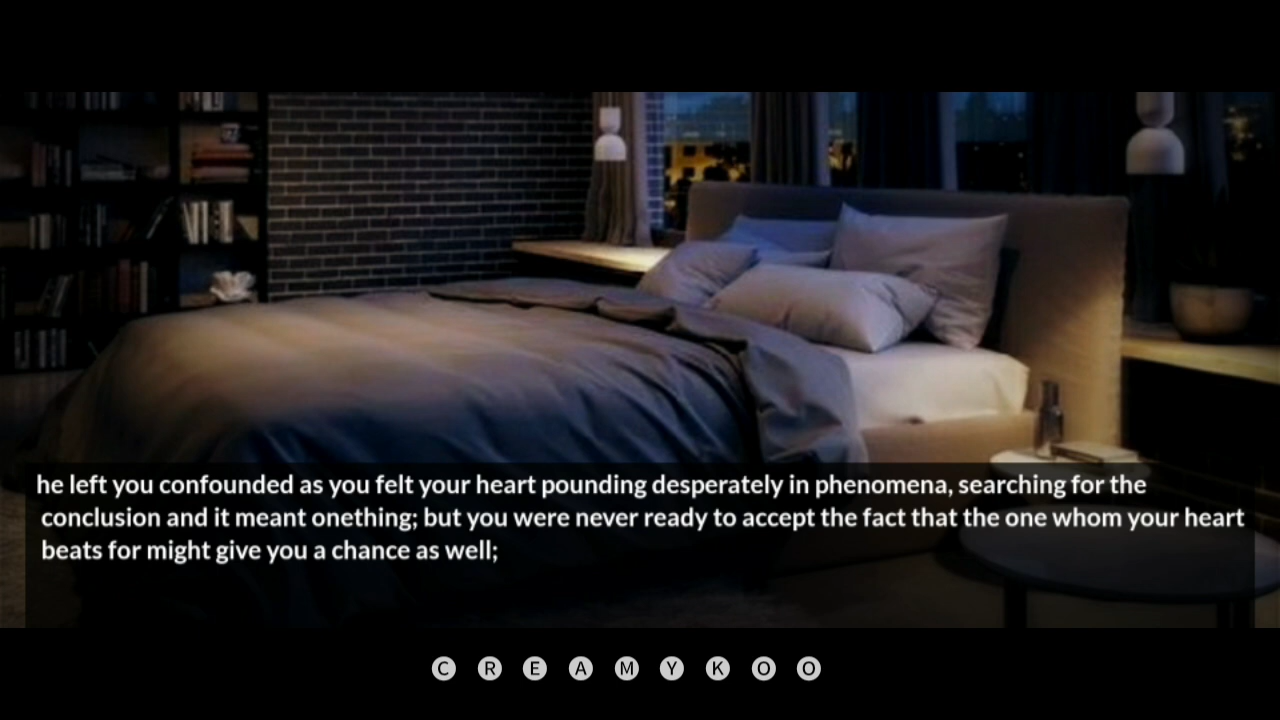 he left you confounded as you felt your heart pounding desperately in phenomena, searching for the
conclusion and it meant onething; but you were never ready to accept the fact that the one whom your heart
beats for might give you a chance as well;
C R E A M Y K O O